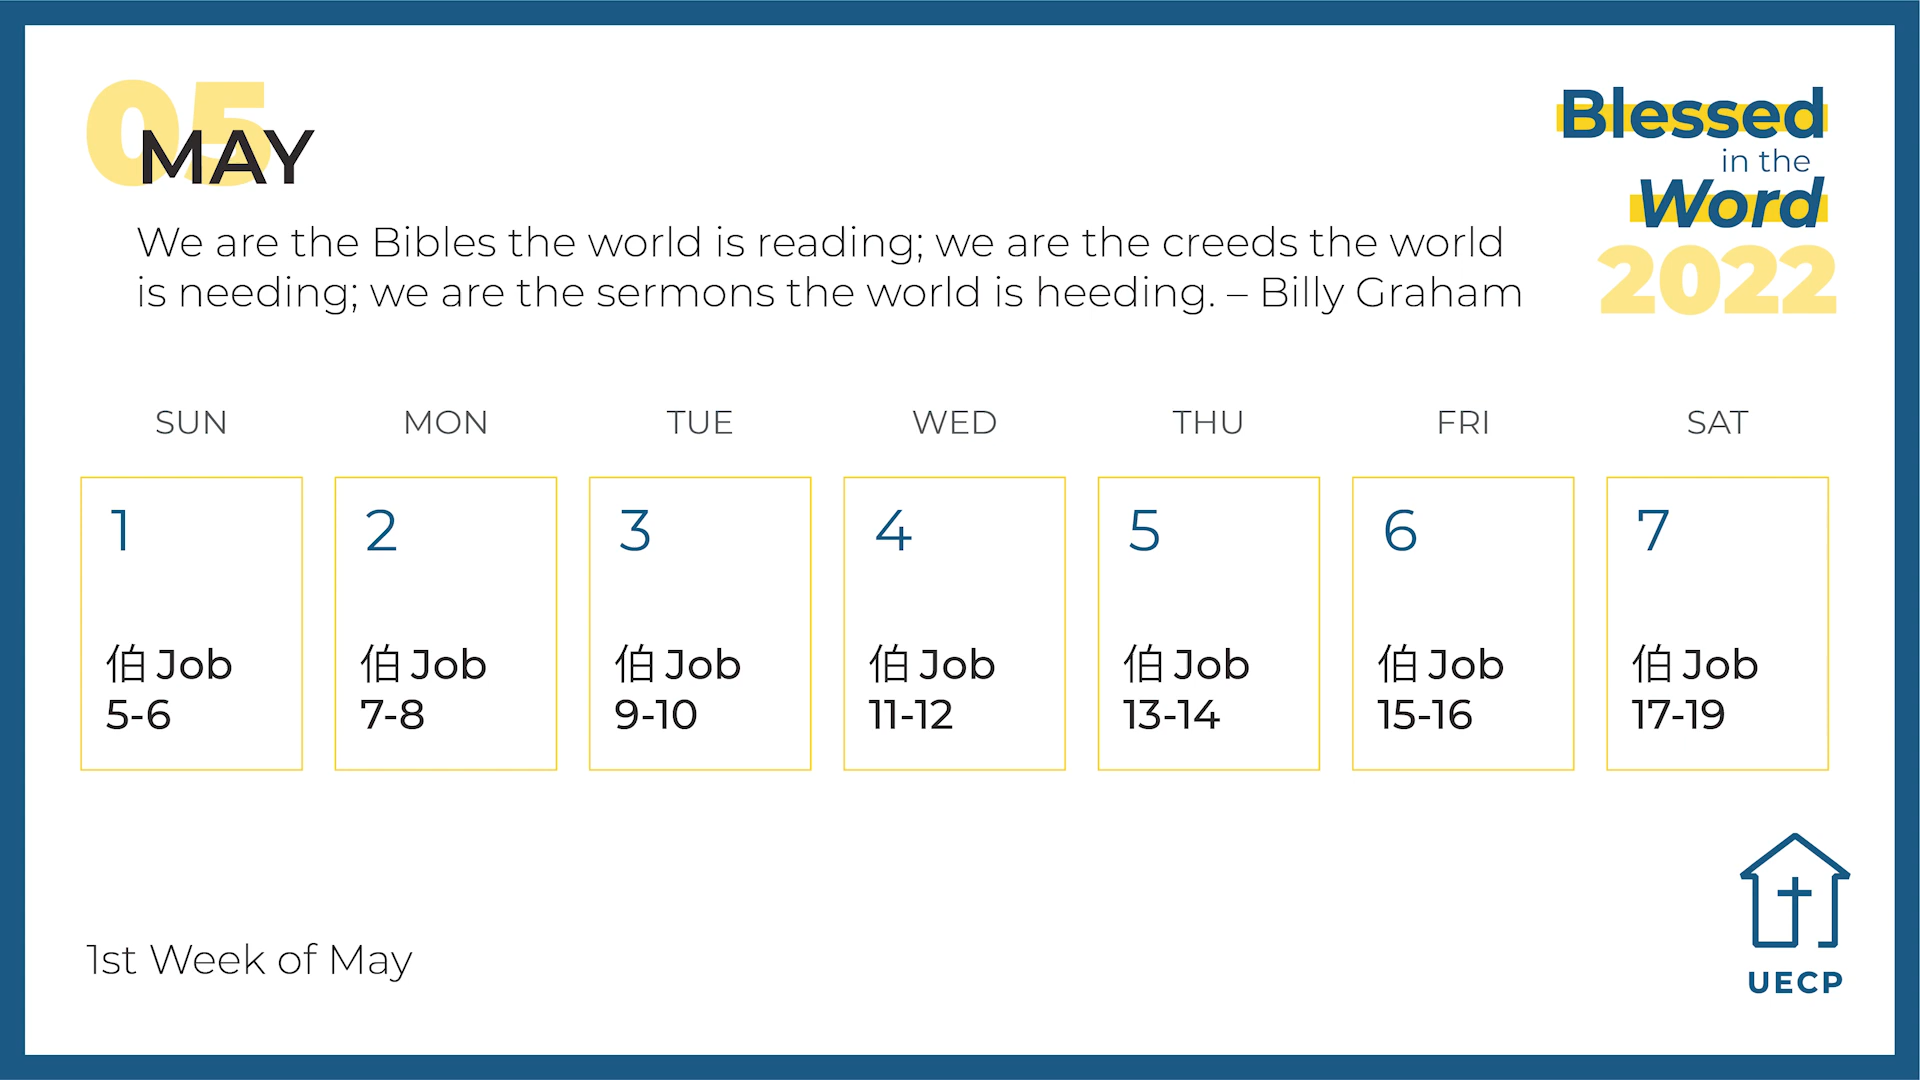 05
MAY
Blessed
in the
Word
2022
We are the Bibles the world is reading; we are the creeds the world
is needing; we are the sermons the world is heeding. – Billy Graham
SUN MON TUE WED THU FRI SAT
1 2 3 4 5 6 7
伯 Job 伯 Job 伯 Job 伯 Job 伯 Job 伯 Job 伯 Job
5-6 7-8 9-10 11-12 13-14 15-16 17-19
1st Week of May
UECP